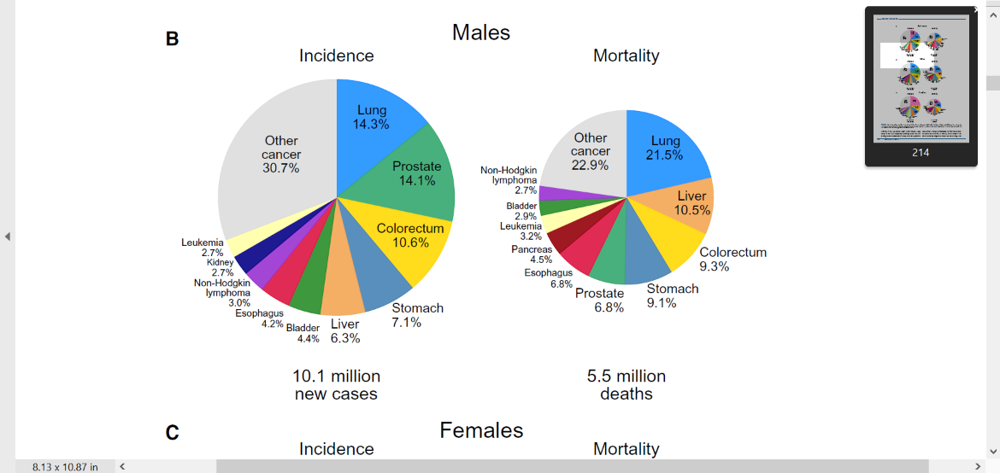 B
Males
Incidence
Mortality
Lung
14.3%
Prostate
14.1%
Colorectum
10.6%
Stomach
7.1%
Liver
6.3%
Bladder
4.4%
Esophagus
4.2%
Non-Hodgkin
lymphoma
3.0%
Kidney
2.7%
Leukemia
2.7%
Other
cancer
30.7%
10.1 million
new cases
Lung
21.5%
Liver
10.5%
Colorectum
9.3%
Stomach
9.1%
Prostate
6.8%
Esophagus
6.8%
Pancreas
4.5%
Leukemia
3.2%
Bladder
2.9%
Non-Hodgkin
lymphoma
2.7%
Other
cancer
22.9%
5.5 million
deaths
C
Females
Incidence
Mortality
214
8.13 x 10.87 in